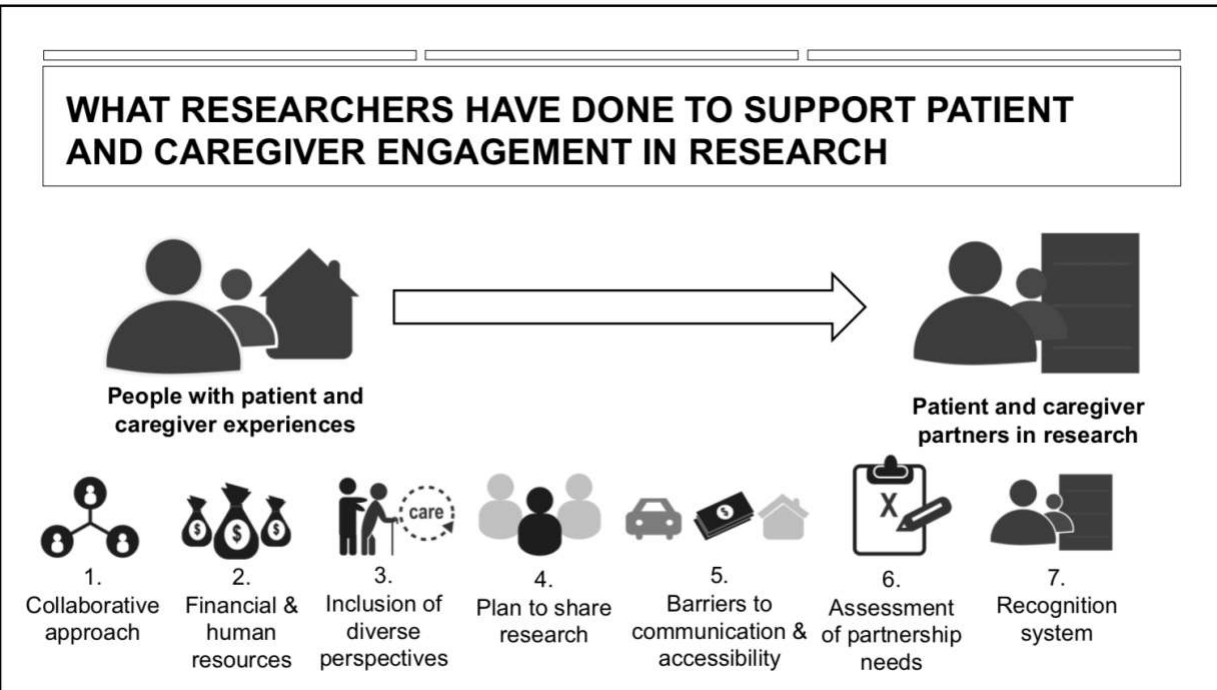 WHAT RESEARCHERS HAVE DONE TO SUPPORT PATIENT
AND CAREGIVER ENGAGEMENT IN RESEARCH
People with patient and
caregiver experiences
Patient and caregiver
partners in research
1.
Collaborative
approach
$ $ $
2.
Financial &
human
resources
care
3.
Inclusion of
diverse
perspectives
4.
Plan to share
research
$
5.
Barriers to
communication &
accessibility
X
6.
Assessment
of partnership
needs
7.
Recognition
system